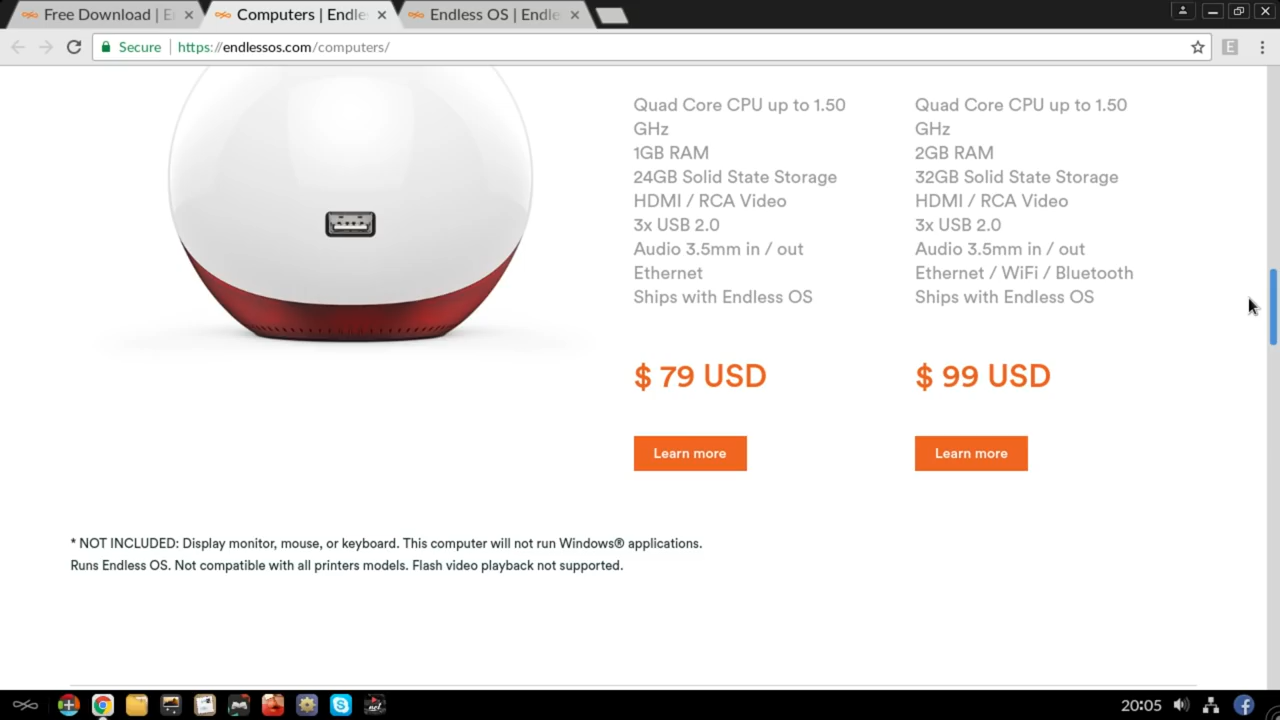 Free Download | E
Computers | Endle
Endless OS | Endle
Secure
https://endlessos.com/computers/
Quad Core CPU up to 1.50
GHz
1GB RAM
24GB Solid State Storage
HDMI / RCA Video
3x USB 2.0
Audio 3.5mm in / out
Ethernet
Ships with Endless OS
$ 79 USD
Learn more
Quad Core CPU up to 1.50
GHz
2GB RAM
32GB Solid State Storage
HDMI / RCA Video
3x USB 2.0
Audio 3.5mm in / out
Ethernet / WiFi / Bluetooth
Ships with Endless OS
$ 99 USD
Learn more
* NOT INCLUDED: Display monitor, mouse, or keyboard. This computer will not run Windows® applications.
Runs Endless OS. Not compatible with all printers models. Flash video playback not supported.
20:05